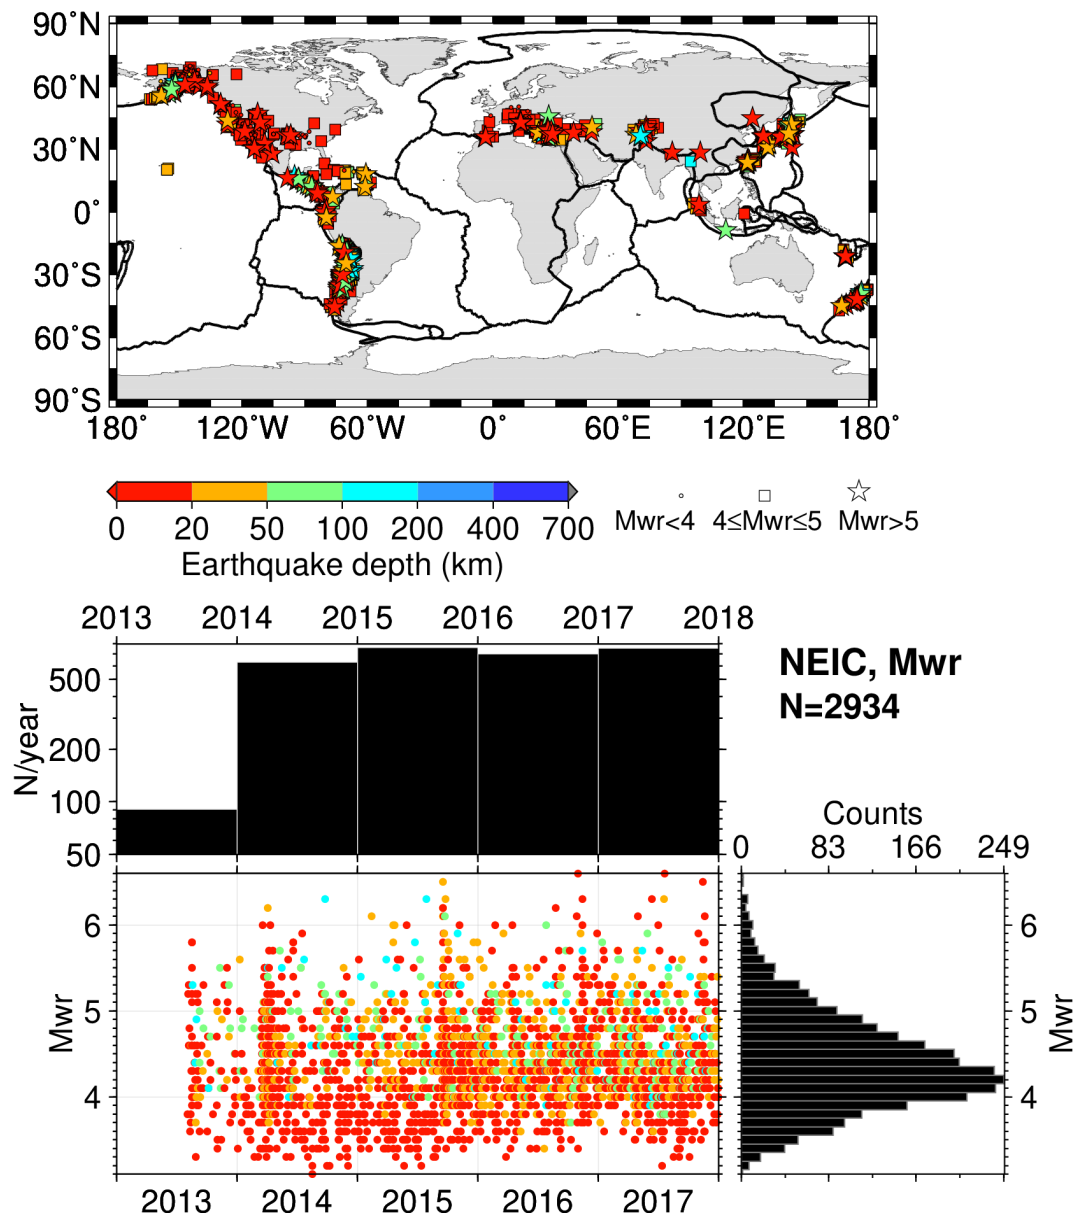 90˚N
60˚N
30˚N
0˚
30˚S
60˚S
90˚S
180˚ 120˚W 60˚W 0˚ 60˚E 120˚E 180˚
0 20 50 100 200 400 700
Earthquake depth (km)
Mwr<4 4≤Mwr≤5 Mwr>5
2013 2014 2015 2016 2017 2018
500
200
100
50
N/year
NEIC, Mwr
N=2934
Counts
0 83 166 249
6
5
4
Mwr
6
5
4
Mwr
2013 2014 2015 2016 2017